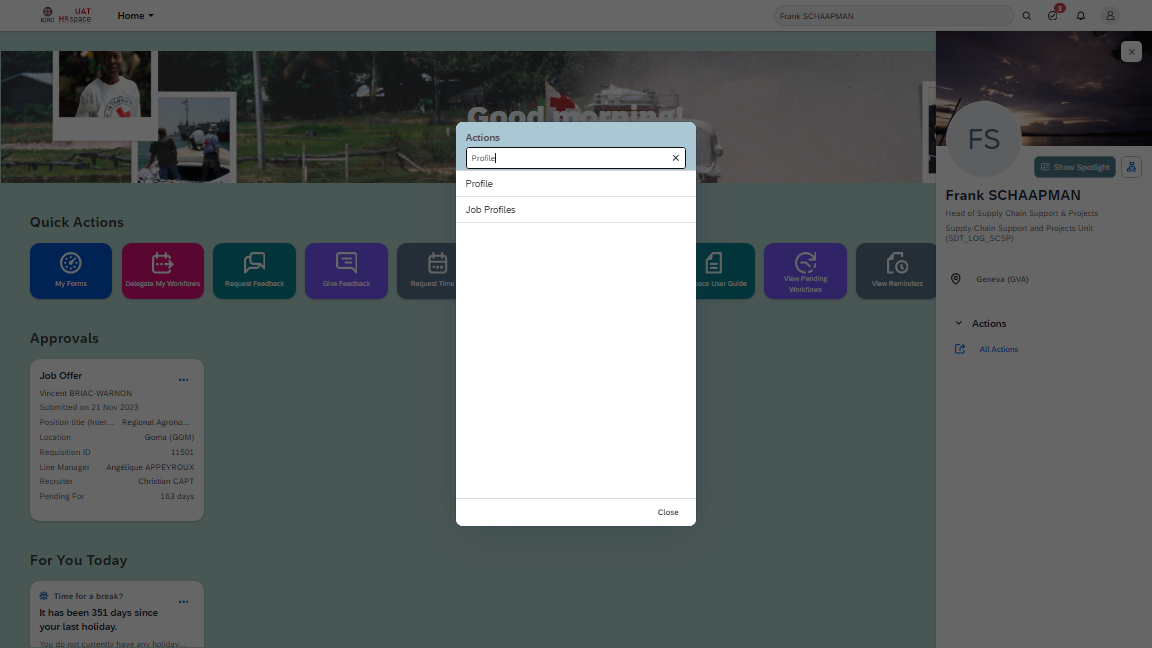 ICRC
UAT
HRspace
Home
Frank SCHAAPMAN
3
Good morning!
Actions
Profile
Profile
Job Profiles
Close
Quick Actions
My Forms
Delegate My Workflows
Request Feedback
Give Feedback
Request Time
ace User Guide
View Pending
Workflows
View Reminders
Approvals
Job Offer
Vincent BRIAC-WARNON
Submitted on 21 Nov 2023
Position title (Inter... Regional Agrono...
Location Goma (GOM)
Requisition ID 11501
Line Manager Angélique APPEYROUX
Recruiter Christian CAPT
Pending For 163 days
For You Today
Time for a break?
It has been 351 days since
your last holiday.
You do not currently have any holiday...
FS
Show Spotlight
Frank SCHAAPMAN
Head of Supply Chain Support & Projects
Supply Chain Support and Projects Unit
(SDT_LOG_SCSP)
Geneva (GVA)
Actions
All Actions